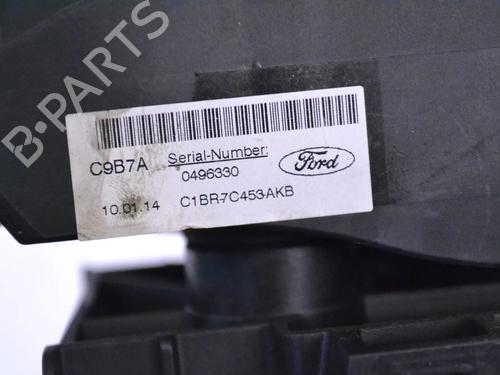 B-PARTS
C9B7A Serial-Number:
0496330
Ford
10.01.14 C1BR-7C453-AKB